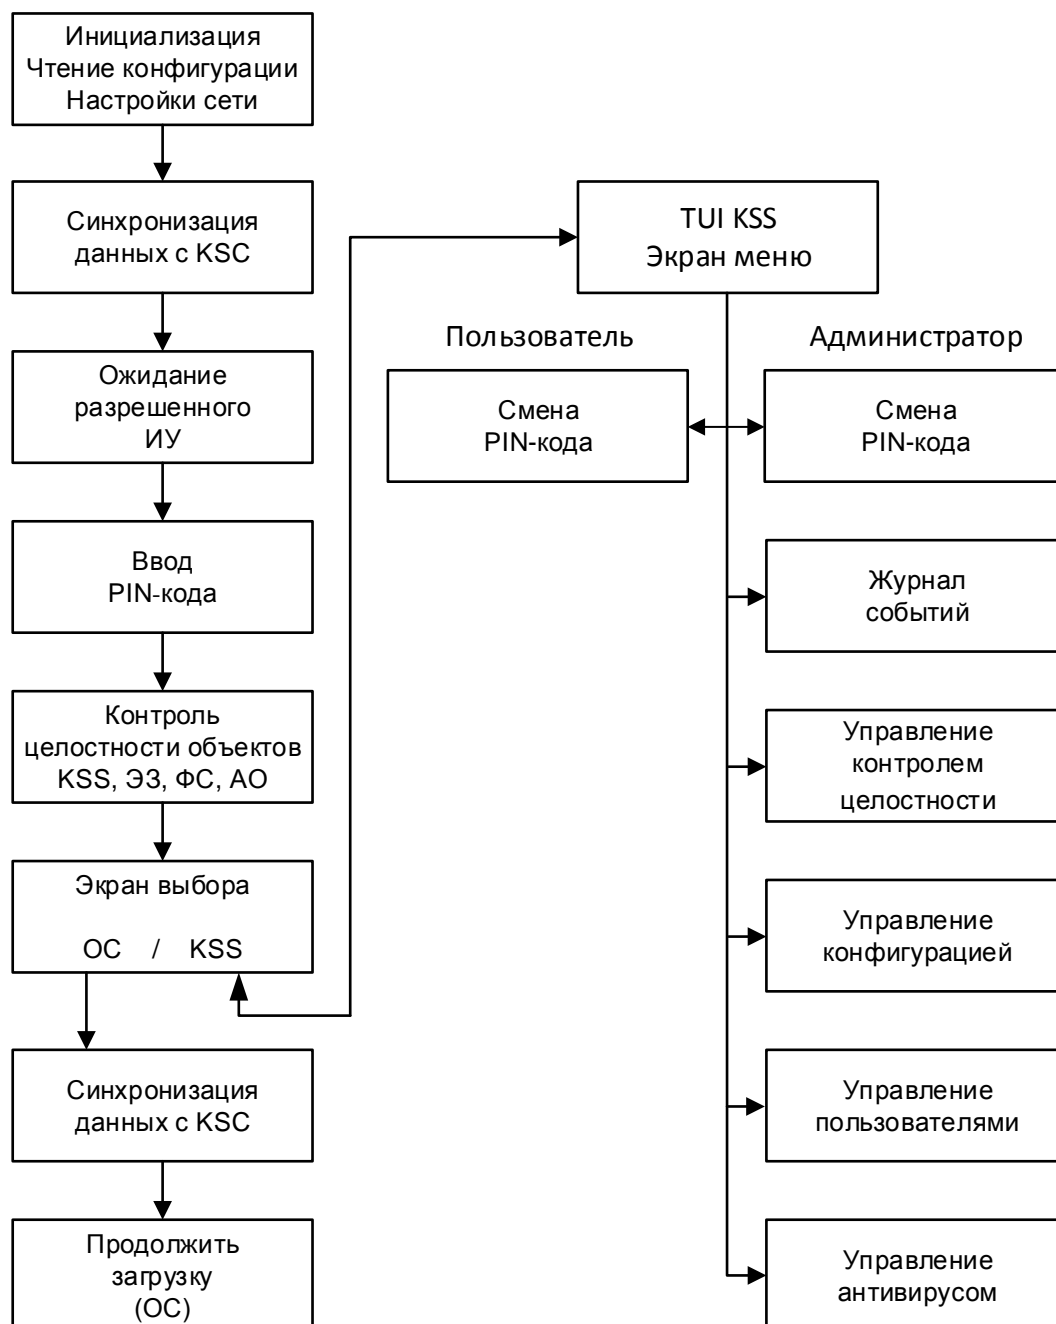 Инициализация
Чтение конфигурации
Настройки сети
Синхронизация
данных с KSC
Ожидание
разрешенного
ИУ
Ввод
PIN-кода
Контроль
целостности объектов
KSS, ЭЗ, ФС, АО
Экран выбора
ОС / KSS
Синхронизация
данных с KSC
Продолжить
загрузку
(ОС)
TUI KSS
Экран меню
Пользователь
Смена
PIN-кода
Администратор
Смена
PIN-кода
Журнал
событий
Управление
контролем
целостности
Управление
конфигурацией
Управление
пользователями
Управление
антивирусом